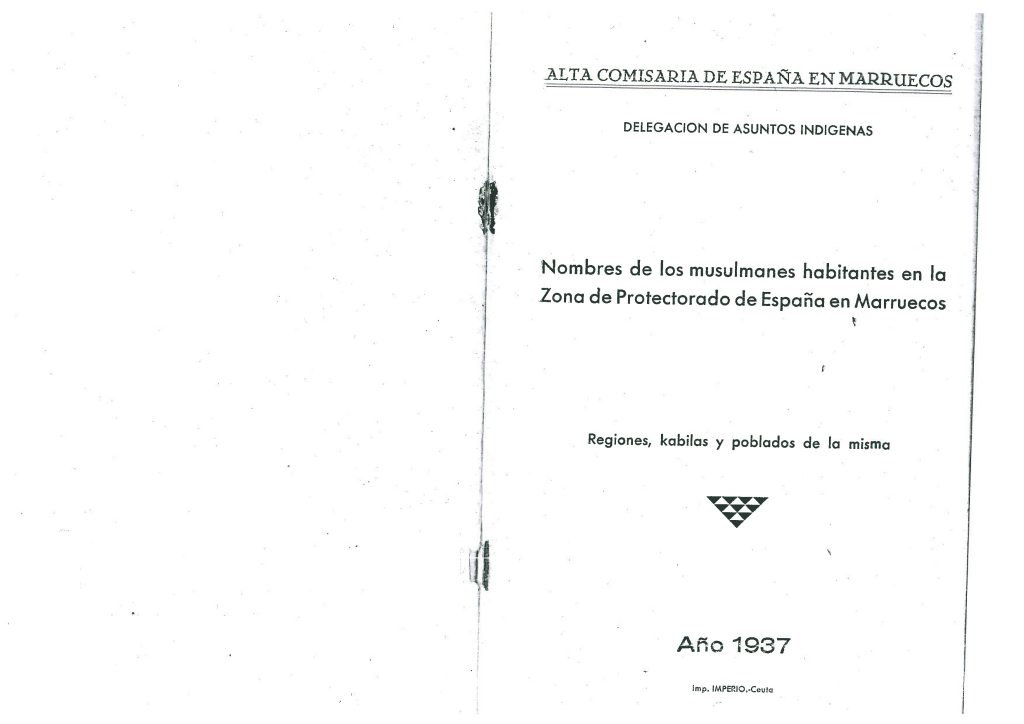 ALTA COMISARIA DE ESPAÑA EN MARRUECOS
DELEGACION DE ASUNTOS INDIGENAS
Nombres de los musulmanes habitantes en la
Zona de Protectorado de España en Marruecos
Regiones, kabilas y poblados de la misma
Año 1937
Imp. IMPERIO.-Ceuta